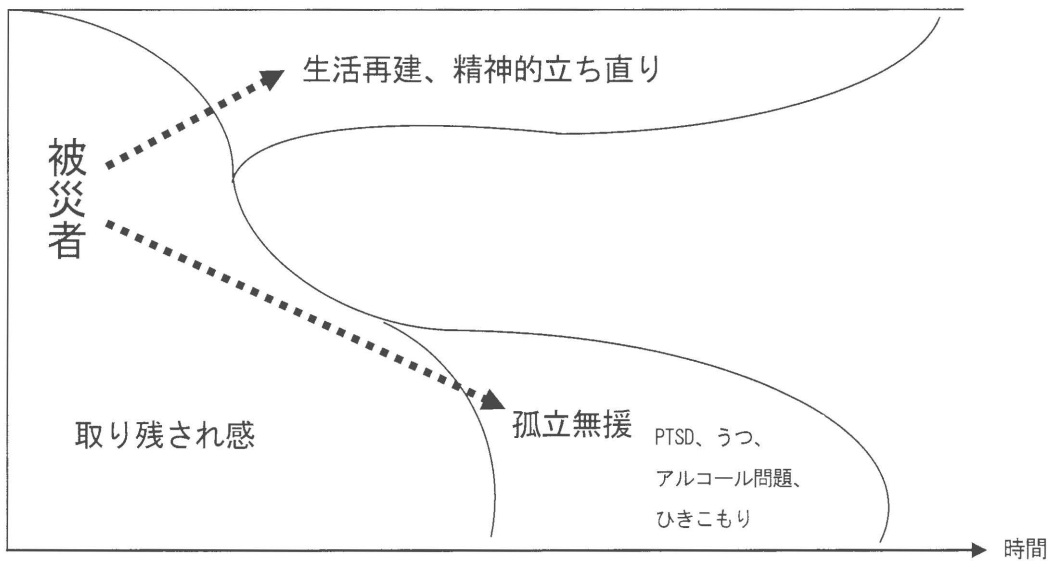 生活再建、精神的立ち直り
被災者
取り残され感
孤立無援
PTSD、うつ、
アルコール問題、
ひきこもり
時間